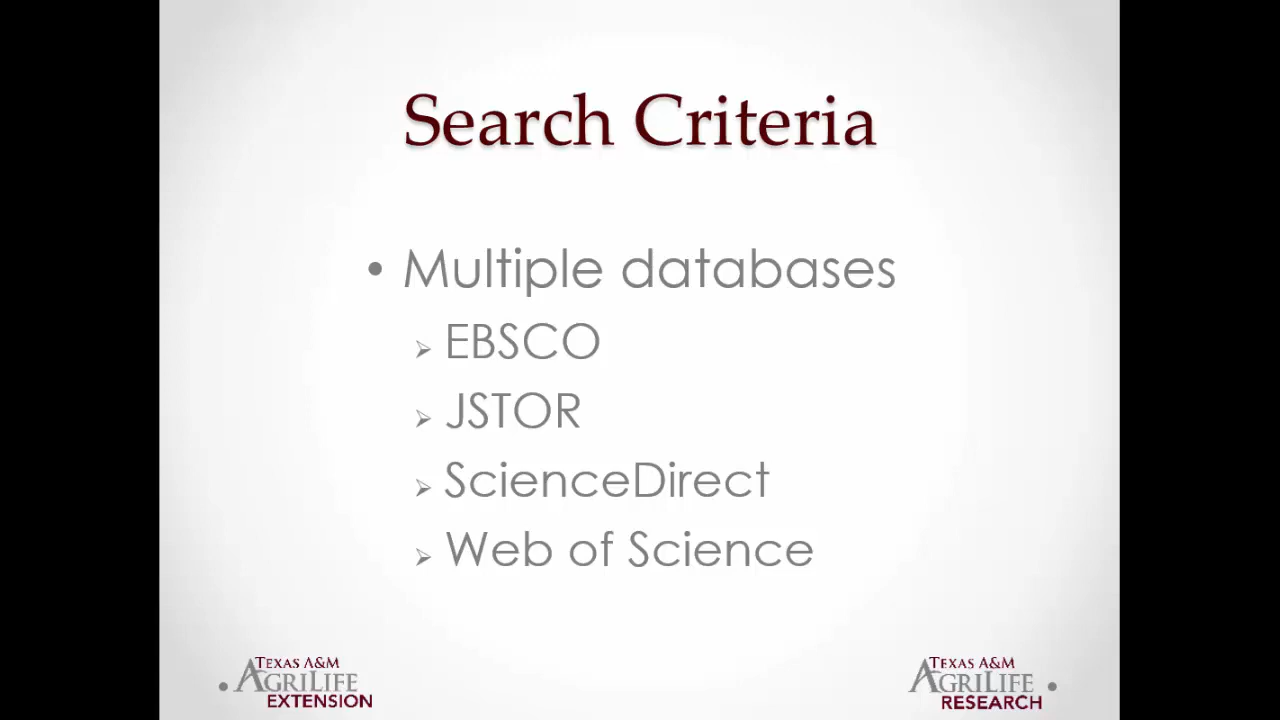 Search Criteria
• Multiple databases
➢ EBSCO
➢ JSTOR
➢ ScienceDirect
➢ Web of Science
TEXAS A&M
AGRILIFE
EXTENSION
TEXAS A&M
AGRILIFE
RESEARCH